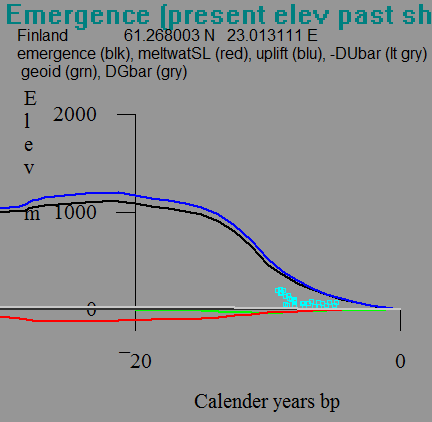 Emergence (present elev past sh
Finland 61.268003 N 23.013111 E
emergence (blk), meltwatSL (red), uplift (blu), -DUbar (lt gry)
geoid (grn), DGbar (gry)
Elev
m
2000
1000
0
−20
0
Calender years bp